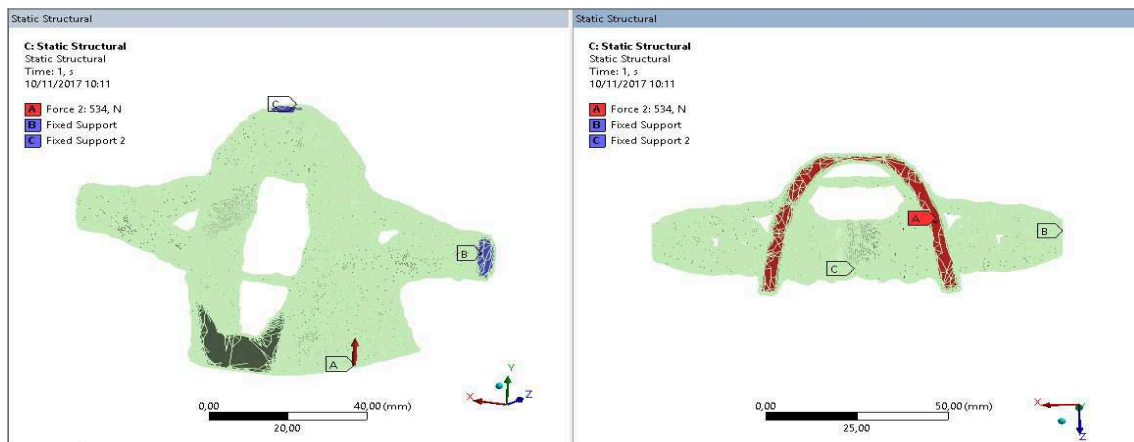 Static Structural
C: Static Structural
Static Structural
Time: 1, s
10/11/2017 10:11
A Force 2: 534, N
B Fixed Support
C Fixed Support 2
C
B
A
Y
X
Z
0,00
40,00 (mm)
20,00
Static Structural
C: Static Structural
Static Structural
Time: 1, s
10/11/2017 10:11
A Force 2: 534, N
B Fixed Support
C Fixed Support 2
A
B
C
X
Y
Z
0,00
50,00 (mm)
25,00